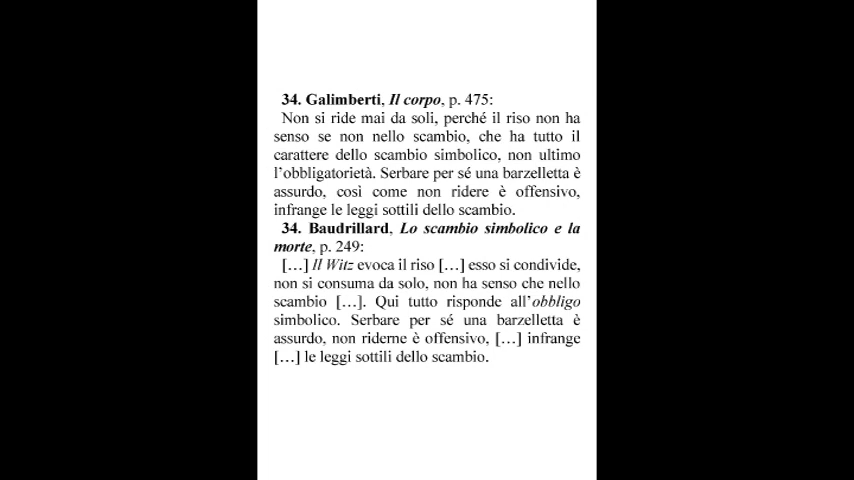 34. Galimberti, Il corpo, p. 475:
Non si ride mai da soli, perché il riso non ha
senso se non nello scambio, che ha tutto il
carattere dello scambio simbolico, non ultimo
l'obbligatorietà. Serbare per sé una barzelletta è
assurdo, così come non ridere è offensivo,
infrange le leggi sottili dello scambio.
34. Baudrillard, Lo scambio simbolico e la
morte, p. 249:
[…] Il Witz evoca il riso […] esso si condivide,
non si consuma da solo, non ha senso che nello
scambio […]. Qui tutto risponde all'obbligo
simbolico. Serbare per sé una barzelletta è
assurdo, non riderne è offensivo, […] infrange
[…] le leggi sottili dello scambio.